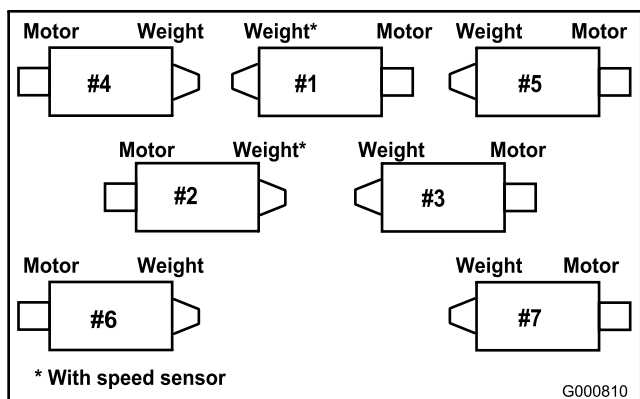 Motor Weight Weight* Motor Weight Motor
#4 #1 #5
Motor Weight* Weight Motor
#2 #3
Motor Weight Weight Motor
#6 #7
* With speed sensor
G000810